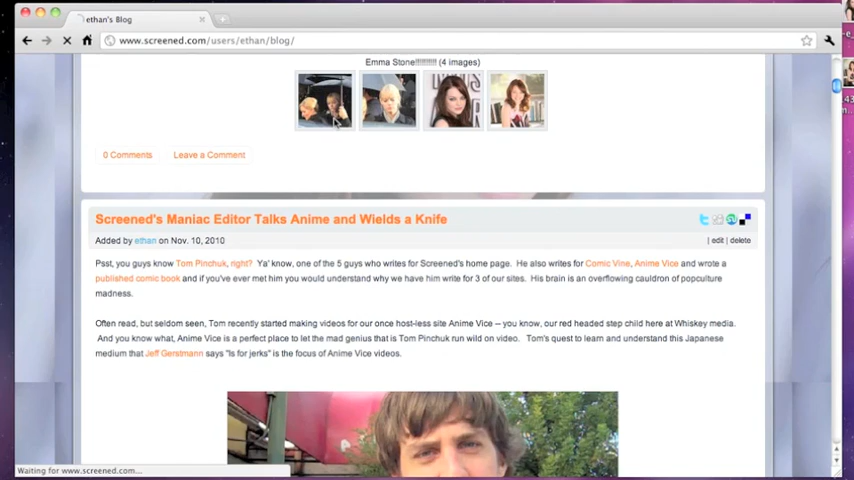 ethan's Blog
www.screened.com/users/ethan/blog/
Emma Stone!!!!!!!!! (4 images)
0 Comments Leave a Comment
Screened's Maniac Editor Talks Anime and Wields a Knife
Added by ethan on Nov. 10, 2010 | edit | delete
Psst, you guys know Tom Pinchuk, right? Ya' know, one of the 5 guys who writes for Screened's home page. He also writes for Comic Vine, Anime Vice and wrote a
published comic book and if you've ever met him you would understand why we have him write for 3 of our sites. His brain is an overflowing cauldron of popculture
madness.
Often read, but seldom seen, Tom recently started making videos for our once host-less site Anime Vice -- you know, our red headed step child here at Whiskey media.
And you know what, Anime Vice is a perfect place to let the mad genius that is Tom Pinchuk run wild on video. Tom's quest to learn and understand this Japanese
medium that Jeff Gerstmann says "Is for jerks" is the focus of Anime Vice videos.
Waiting for www.screened.com...